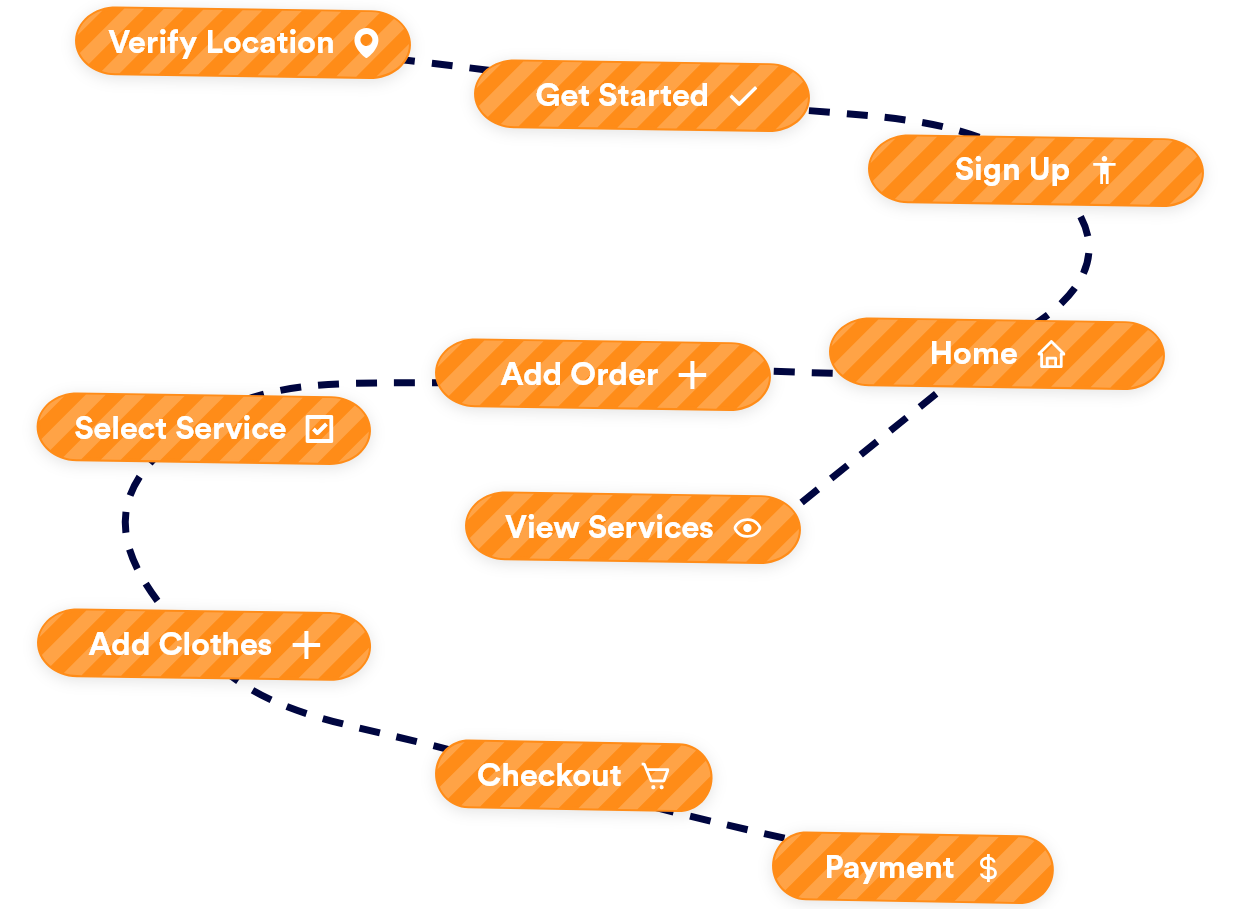 Verify Location
Get Started
Sign Up
Home
Add Order
Select Service
View Services
Add Clothes
Checkout
Payment $